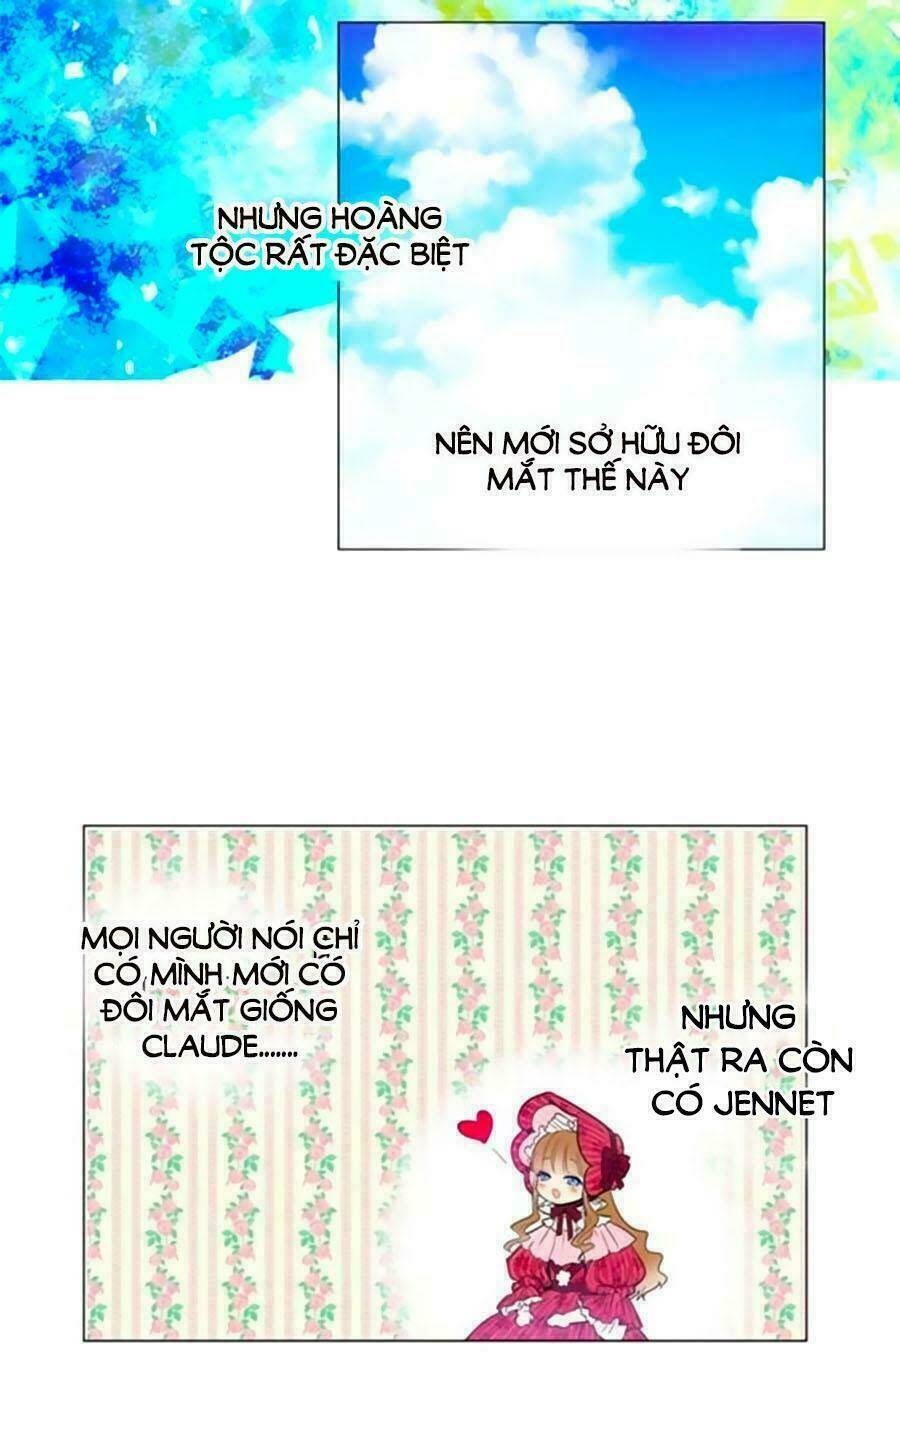 NHƯNG HOÀNG
TỘC RẤT ĐẶC BIỆT
NÊN MỚI SỞ HỮU ĐÔI
MẮT THẾ NÀY
MỌI NGƯỜI NÓI CHỈ
CÓ MÌNH MỚI CÓ
ĐÔI MẮT GIỐNG
CLAUDE.......
NHƯNG
THẬT RA CÒN
CÓ JENNET